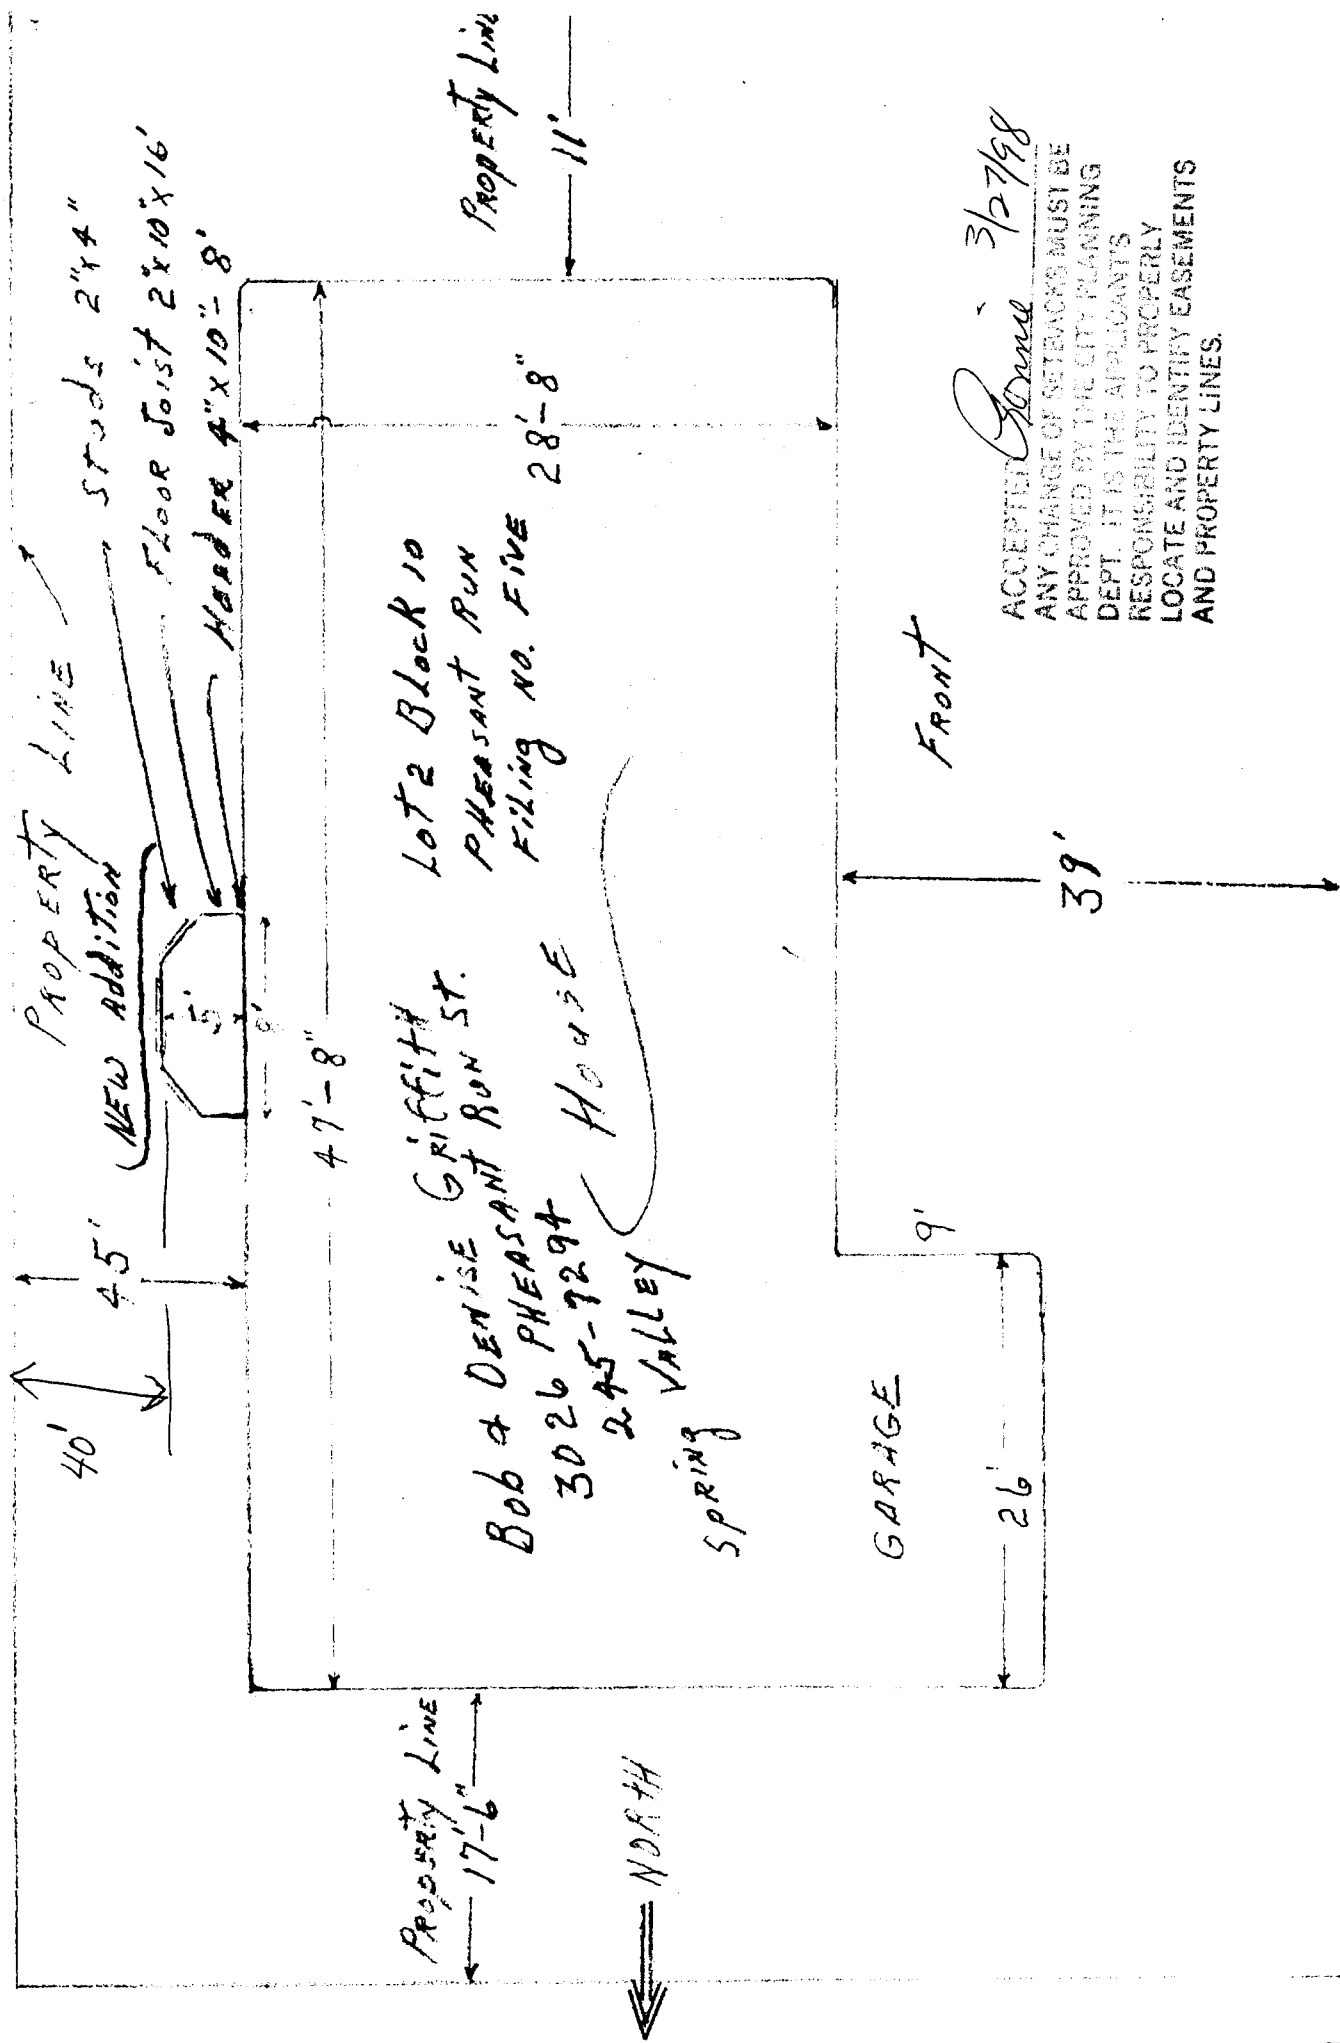 PROPERTY LINE
NEW Addition
STUDS 2"x4"
FLOOR JOIST 2"x10"x16'
HEADER 4"x10"-8'
40'
45'
5'
8'
47'-8"
PROPERTY LINE
17'-6"
NORTH
Bob & DENISE GRIFFITH
3026 PHEASANT RUN ST.
245-7294
SPRING VALLEY
HOUSE
LOT 2 BLOCK 10
PHEASANT RUN
FILING NO. FIVE
28'-8"
PROPERTY LINE
11'
GARAGE
26'
9'
FRONT
39'
ACCEPTED Bonnie 3/27/98
ANY CHANGE OF SETBACKS MUST BE
APPROVED BY THE CITY PLANNING
DEPT. IT IS THE APPLICANT'S
RESPONSIBILITY TO PROPERLY
LOCATE AND IDENTIFY EASEMENTS
AND PROPERTY LINES.